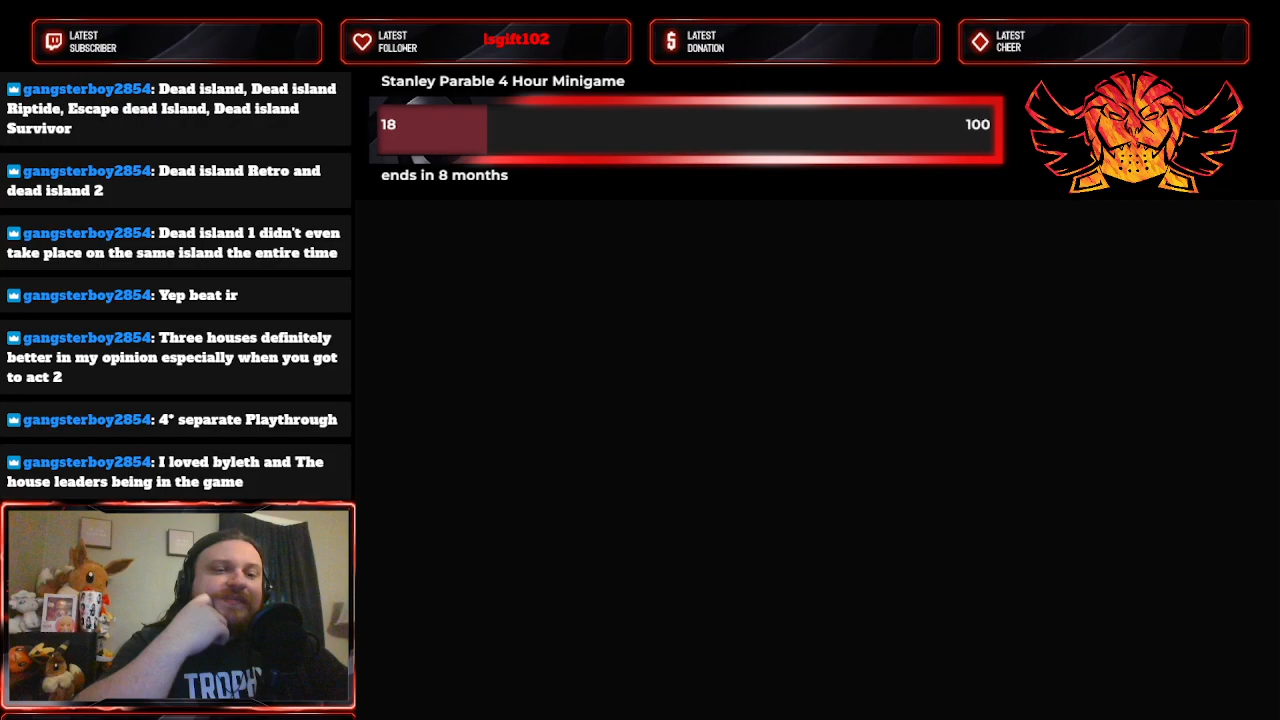 LATEST
SUBSCRIBER
LATEST
FOLLOWER
lsgift102
LATEST
DONATION
LATEST
CHEER
gangsterboy2854: Dead island, Dead island
Riptide, Escape dead Island, Dead island
Survivor
gangsterboy2854: Dead island Retro and
dead island 2
gangsterboy2854: Dead island 1 didn't even
take place on the same island the entire time
gangsterboy2854: Yep beat ir
gangsterboy2854: Three houses definitely
better in my opinion especially when you got
to act 2
gangsterboy2854: 4* separate Playthrough
gangsterboy2854: I loved byleth and The
house leaders being in the game
Stanley Parable 4 Hour Minigame
18
100
ends in 8 months
TROPH